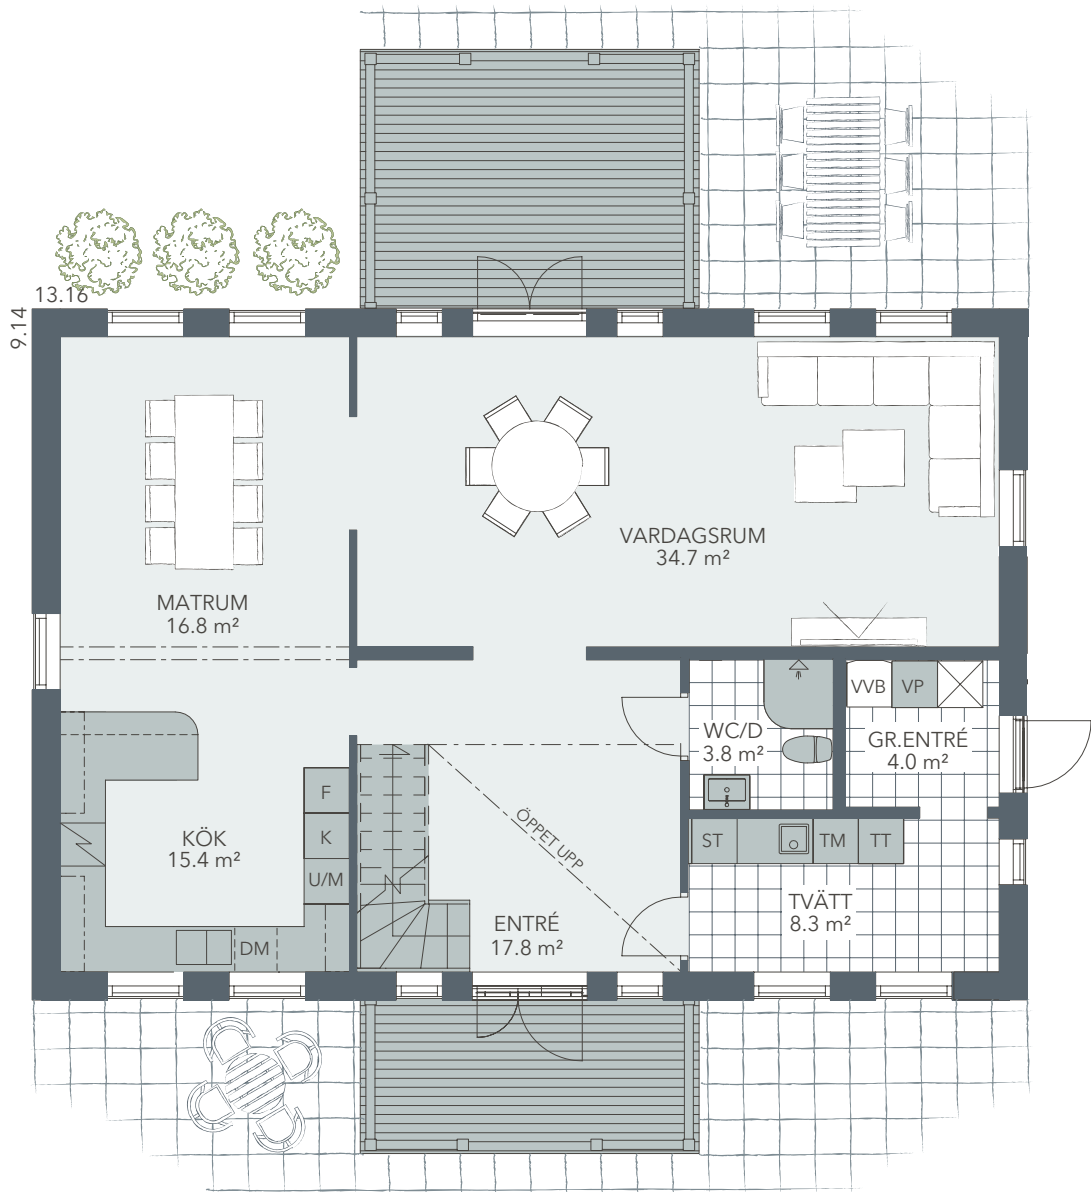 13.16
9.14
VARDAGSRUM
34.7 m²
MATRUM
16.8 m²
VVB
VP
WC/D
3.8 m²
GR.ENTRÉ
4.0 m²
F
K
U/M
KÖK
15.4 m²
ÖPPET UPP
ST
TM
TT
TVÄTT
8.3 m²
ENTRÉ
17.8 m²
DM